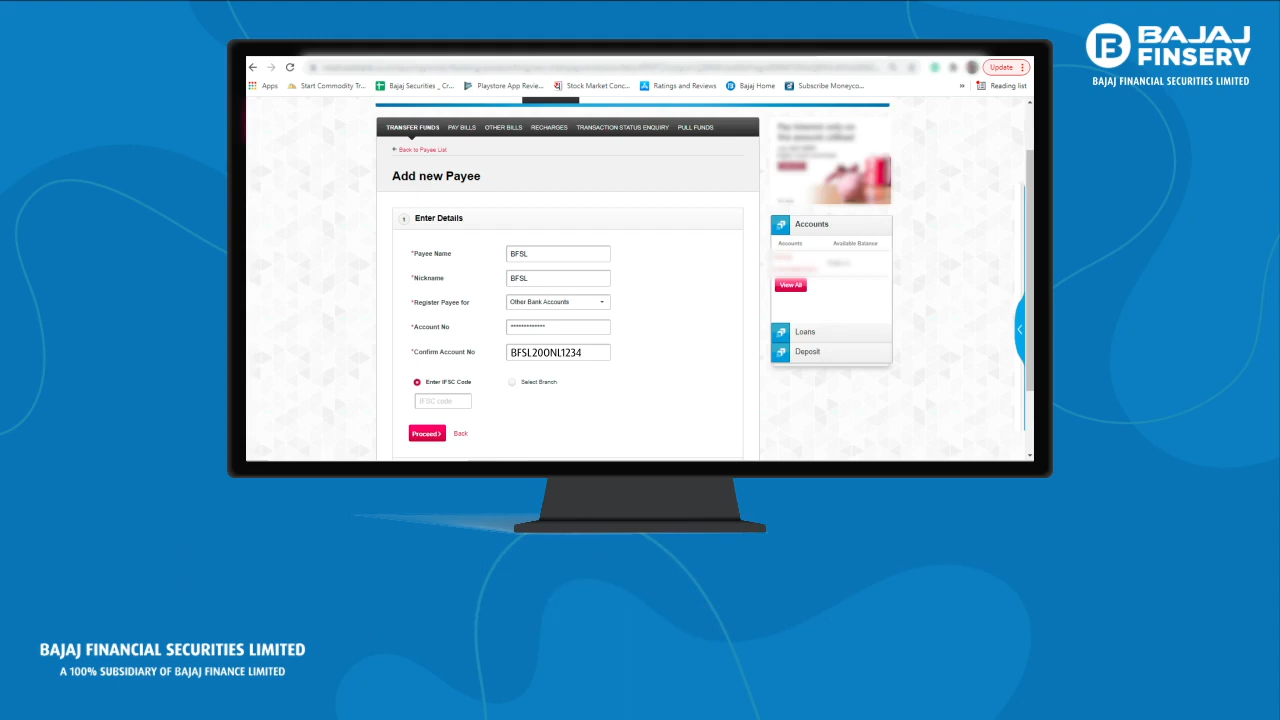 BAJAJ
FINSERV
BAJAJ FINANCIAL SECURITIES LIMITED
Update
Apps
Start Commodity Tr...
Bajaj Securities _ Cr...
Playstore App Revie...
Stock Market Conc...
Ratings and Reviews
Bajaj Home
Subscribe Moneyco...
»
Reading list
TRANSFER FUNDS
PAY BILLS
OTHER BILLS
RECHARGES
TRANSACTION STATUS ENQUIRY
PULL FUNDS
Back to Payee List
Add new Payee
1 Enter Details
*Payee Name BFSL
*Nickname BFSL
*Register Payee for Other Bank Accounts
*Account No *************
*Confirm Account No BFSL20ONL1234
Enter IFSC Code Select Branch
IFSC code
Proceed> Back
Accounts
Accounts Available Balance
View All
Loans
Deposit
BAJAJ FINANCIAL SECURITIES LIMITED
A 100% SUBSIDIARY OF BAJAJ FINANCE LIMITED